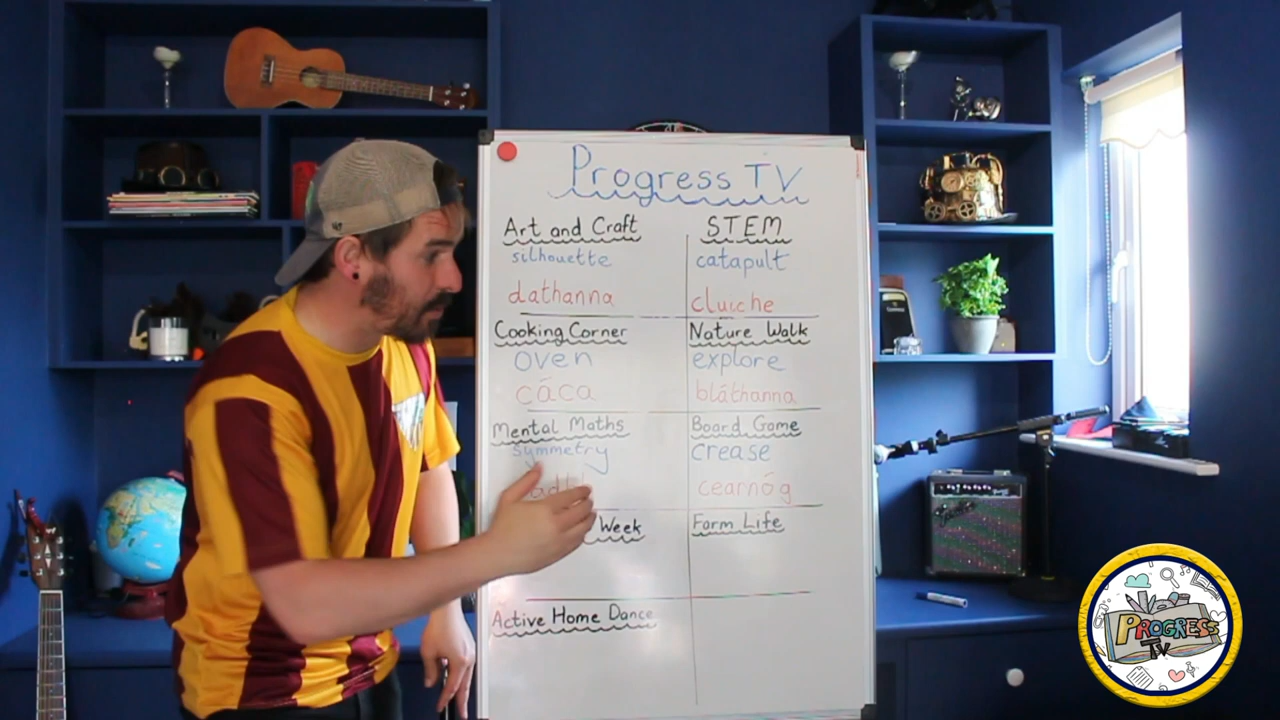 Progress TV
Art and Craft
silhouette
dathanna
STEM
catapult
cluiche
Cooking Corner
oven
cáca
Nature Walk
explore
bláthanna
Mental Maths
symmetry
Board Game
crease
cearnóg
Week
Farm Life
Active Home Dance
PROGRESS
TV